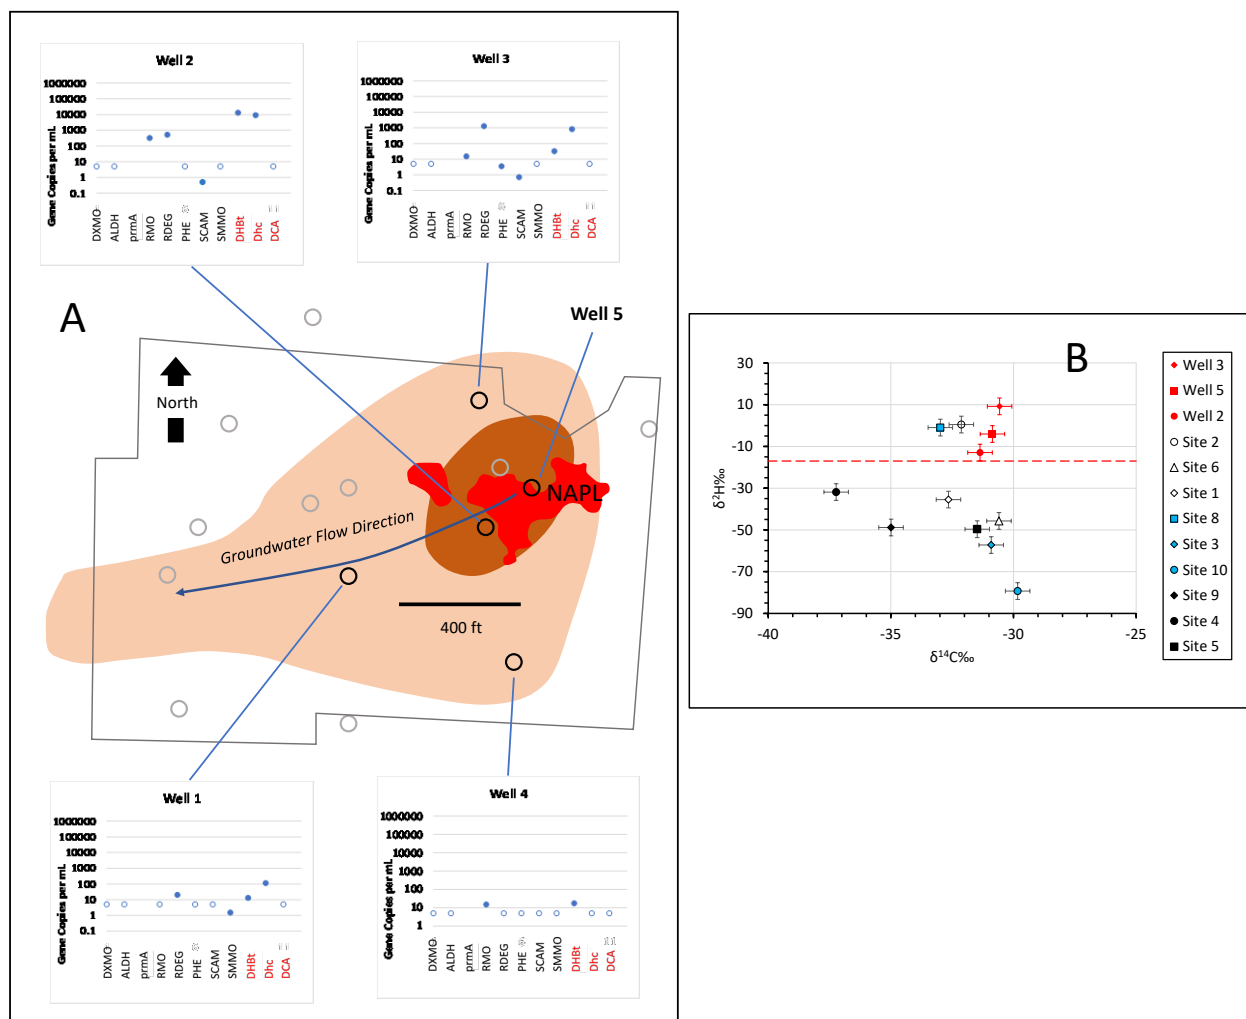 Well 2
1000000
100000
10000
1000
100
10
1
0.1
Gene Copies per mL
DXMO
ALDH
prmA
RMO
RDEG
PHE
SCAM
SMMO
DHBt
Dhc
DCA
Well 3
1000000
100000
10000
1000
100
10
1
0.1
Gene Copies per mL
DXMO
ALDH
prmA
RMO
RDEG
PHE
SCAM
SMMO
DHBt
Dhc
DCA
A
Well 5
North
NAPL
Groundwater Flow Direction
400 ft
Well 1
1000000
100000
10000
1000
100
10
1
0.1
Gene Copies per mL
DXMO
ALDH
prmA
RMO
RDEG
PHE
SCAM
SMMO
DHBt
Dhc
DCA
Well 4
1000000
100000
10000
1000
100
10
1
Gene Copies per mL
DXMO
ALDH
prmA
RMO
RDEG
PHE
SCAM
SMMO
DHBt
Dhc
DCA
B
30
10
-10
-30
-50
-70
-90
δ²H‰
-40
-35
-30
-25
δ¹⁴C‰
Well 3
Well 5
Well 2
Site 2
Site 6
Site 1
Site 8
Site 3
Site 10
Site 9
Site 4
Site 5